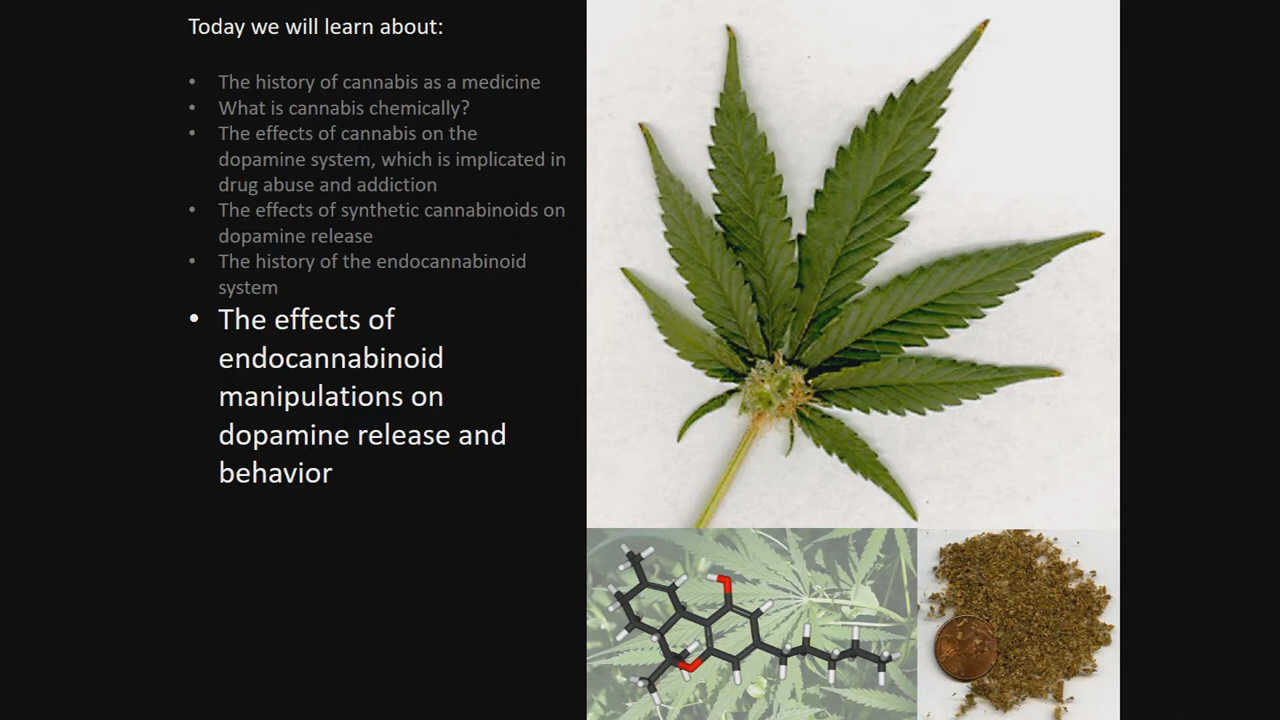 Today we will learn about:
• The history of cannabis as a medicine
• What is cannabis chemically?
• The effects of cannabis on the
dopamine system, which is implicated in
drug abuse and addiction
• The effects of synthetic cannabinoids on
dopamine release
• The history of the endocannabinoid
system
• The effects of
endocannabinoid
manipulations on
dopamine release and
behavior